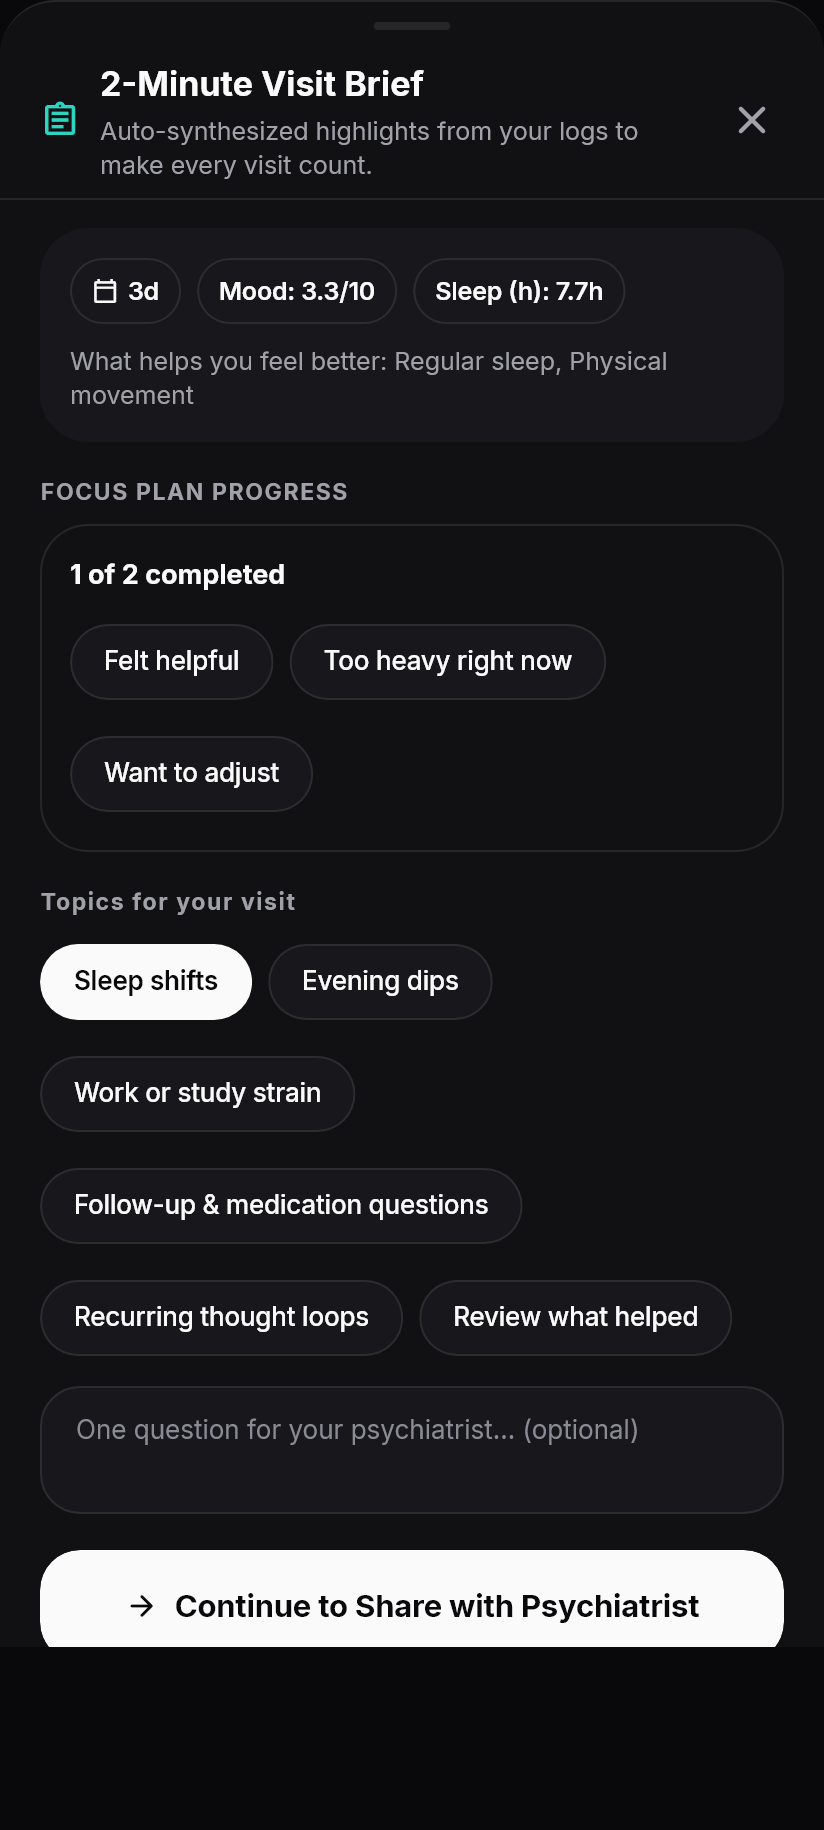 2-Minute Visit Brief
Auto-synthesized highlights from your logs to
make every visit count.
3d
Mood: 3.3/10
Sleep (h): 7.7h
What helps you feel better: Regular sleep, Physical
movement
FOCUS PLAN PROGRESS
1 of 2 completed
Felt helpful
Too heavy right now
Want to adjust
Topics for your visit
Sleep shifts
Evening dips
Work or study strain
Follow-up & medication questions
Recurring thought loops
Review what helped
One question for your psychiatrist... (optional)
Continue to Share with Psychiatrist